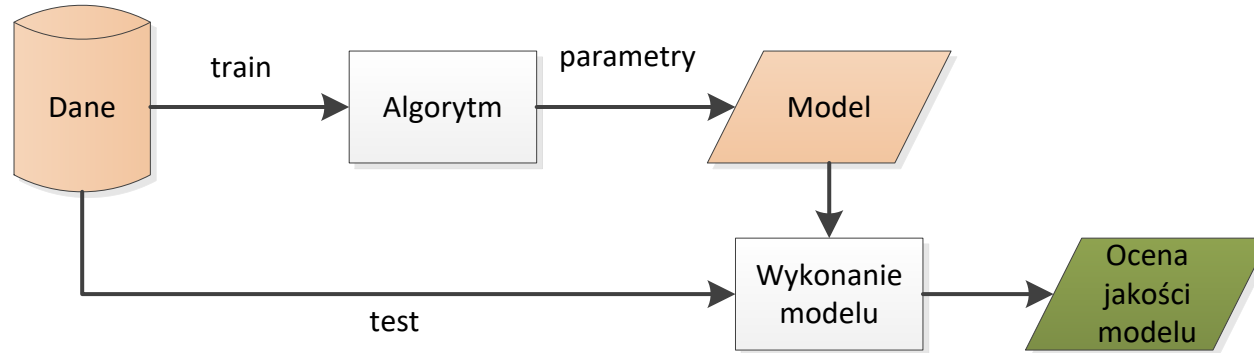 train
parametry
Dane
Algorytm
Model
Wykonanie
modelu
Ocena
jakości
modelu
test